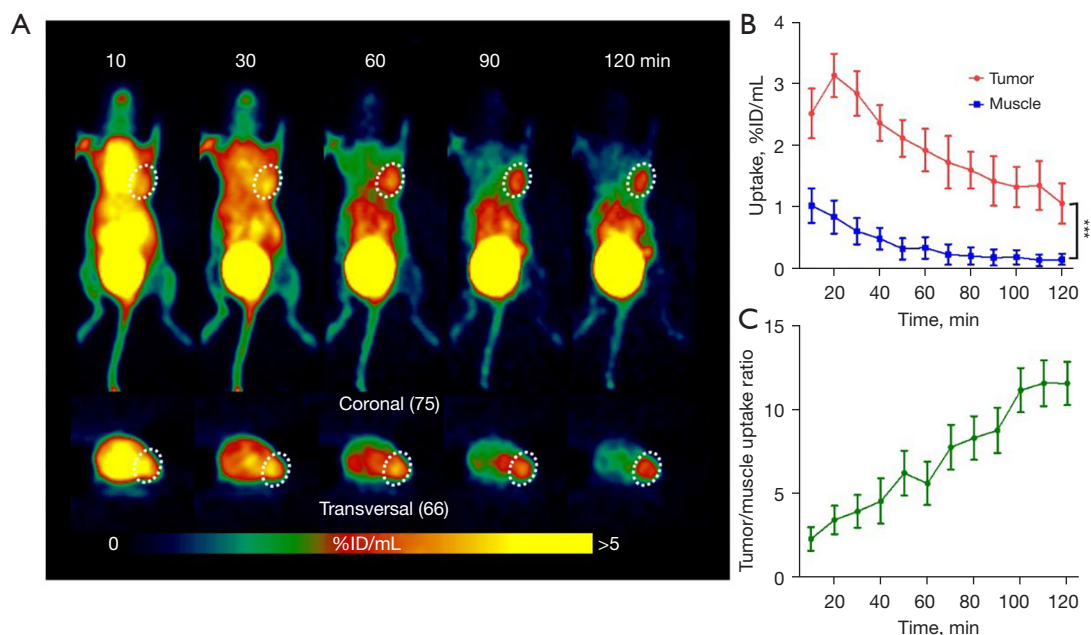 A
10 30 60 90 120 min
Coronal (75)
Transversal (66)
0 %ID/mL >5
B
Uptake, %ID/mL
4
3
2
1
0
Tumor
Muscle
***
20 40 60 80 100 120
Time, min
C
Tumor/muscle uptake ratio
15
10
5
0
20 40 60 80 100 120
Time, min